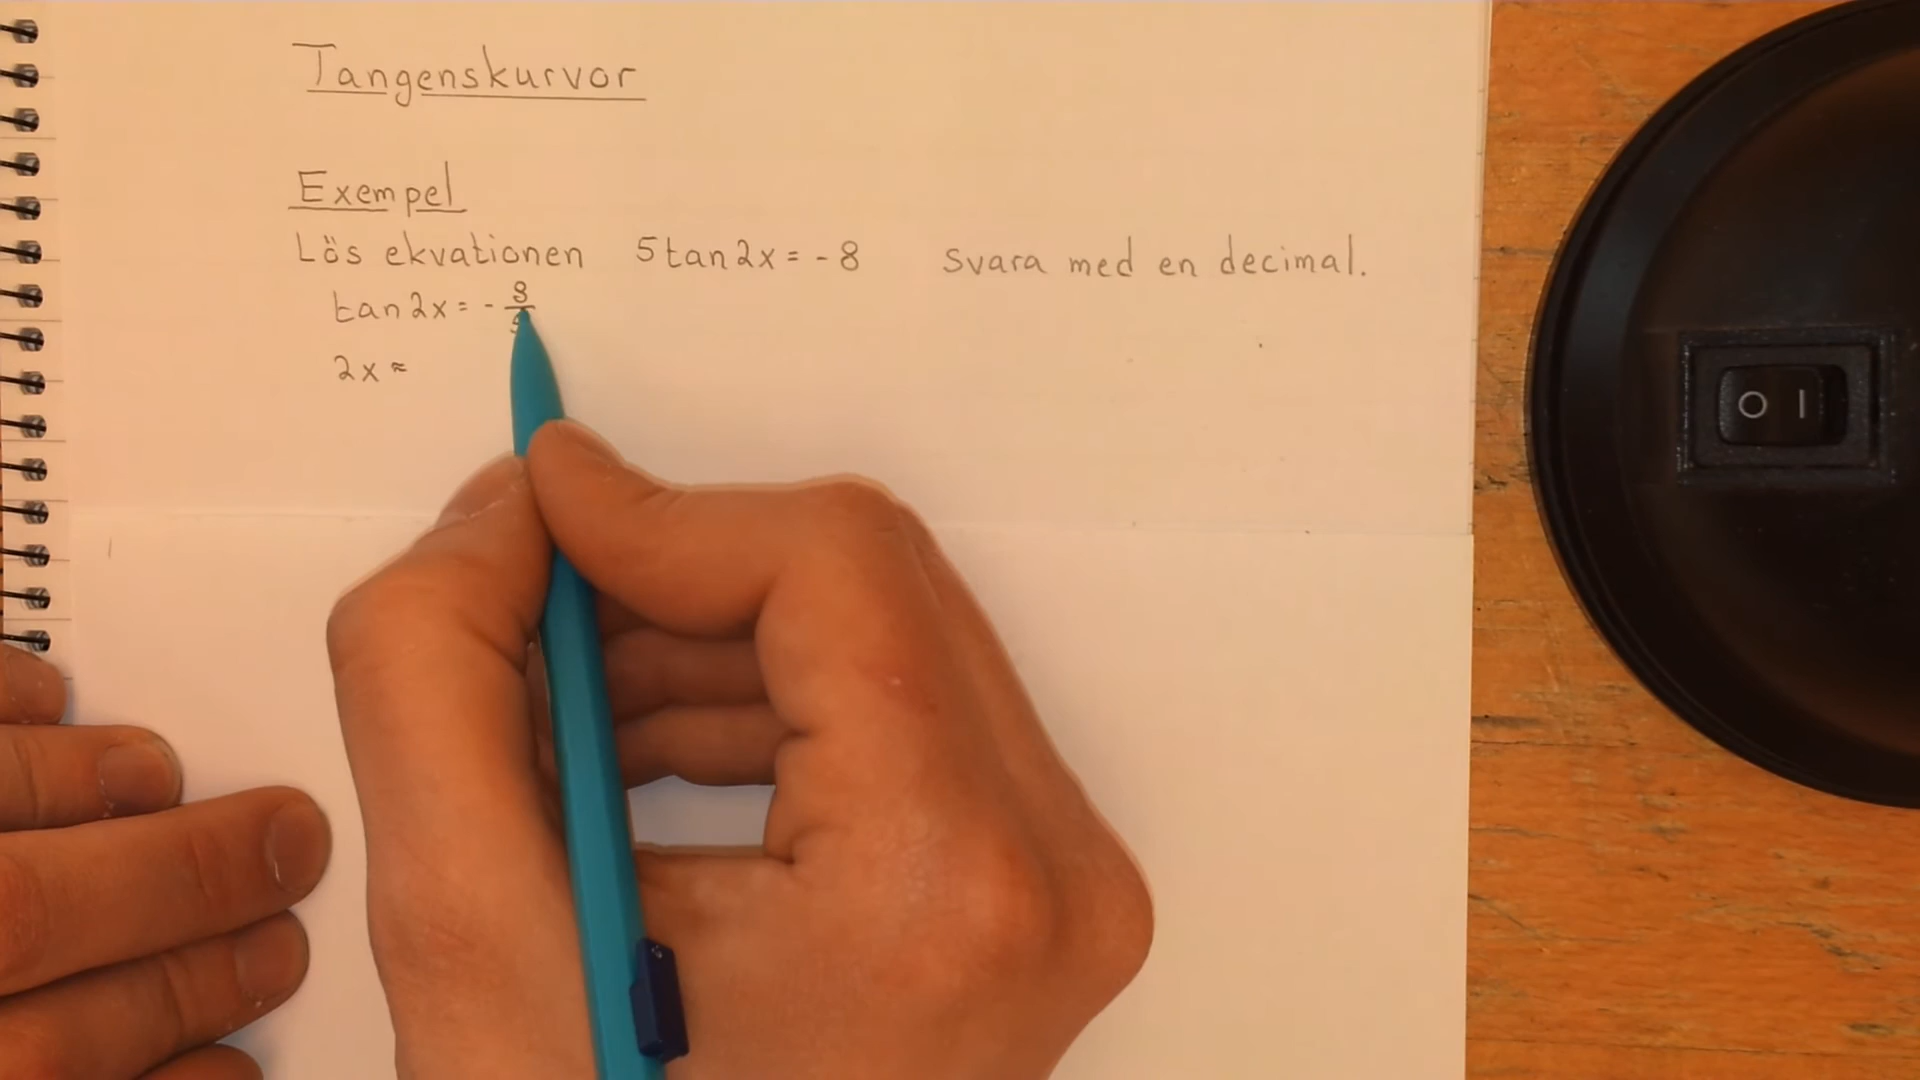 Tangenskurvor
Exempel
Lös ekvationen 5tan2x = -8 svara med en decimal.
tan2x = - 8/5
2x ≈
O I